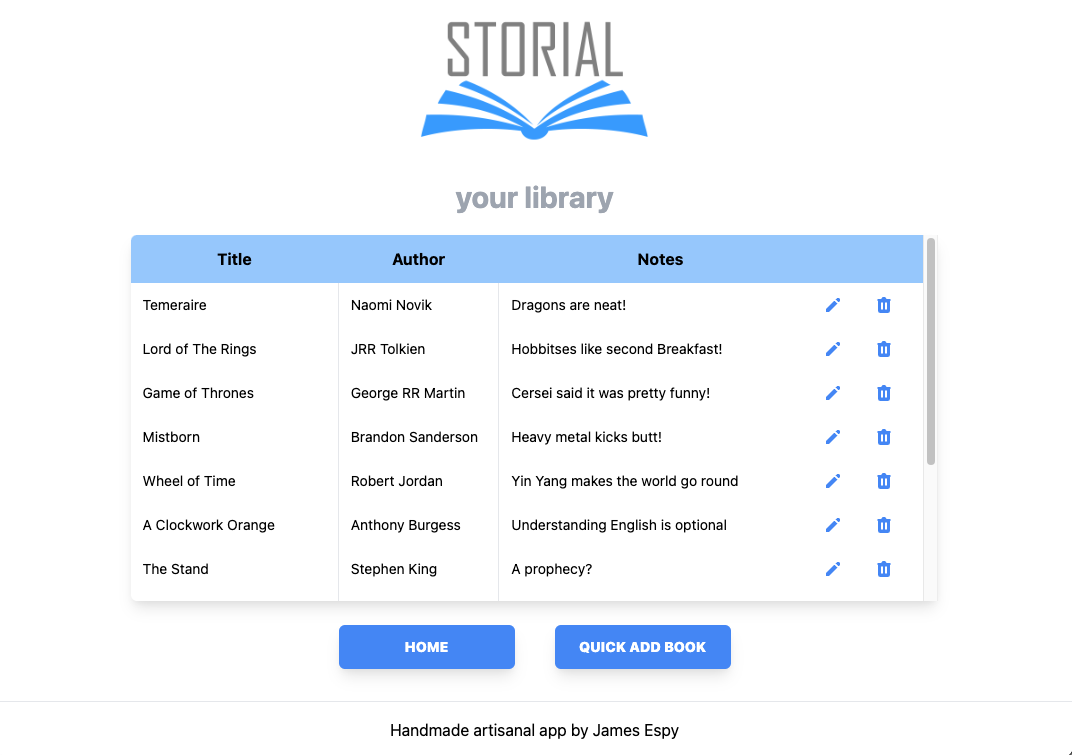 STORIAL
your library
Title Author Notes
Temeraire Naomi Novik Dragons are neat!
Lord of The Rings JRR Tolkien Hobbitses like second Breakfast!
Game of Thrones George RR Martin Cersei said it was pretty funny!
Mistborn Brandon Sanderson Heavy metal kicks butt!
Wheel of Time Robert Jordan Yin Yang makes the world go round
A Clockwork Orange Anthony Burgess Understanding English is optional
The Stand Stephen King A prophecy?
HOME QUICK ADD BOOK
Handmade artisanal app by James Espy